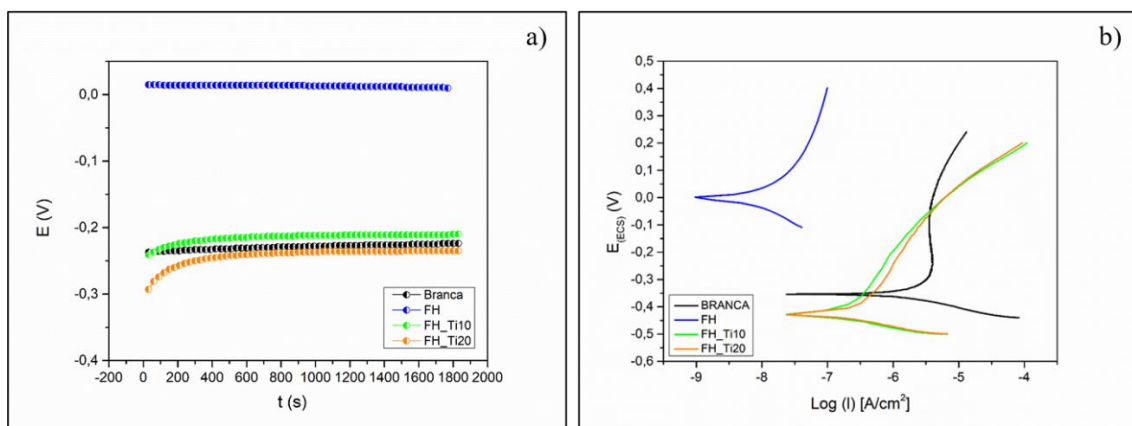 a)
0,0
-0,1
-0,2
-0,3
-0,4
E (V)
-200 0 200 400 600 800 1000 1200 1400 1600 1800 2000
t (s)
Branca
FH
FH_Ti10
FH_Ti20
b)
0,5
0,4
0,3
0,2
0,1
0,0
-0,1
-0,2
-0,3
-0,4
-0,5
-0,6
E(ECS) (V)
-9 -8 -7 -6 -5 -4
Log (I) [A/cm²]
BRANCA
FH
FH_Ti10
FH_Ti20